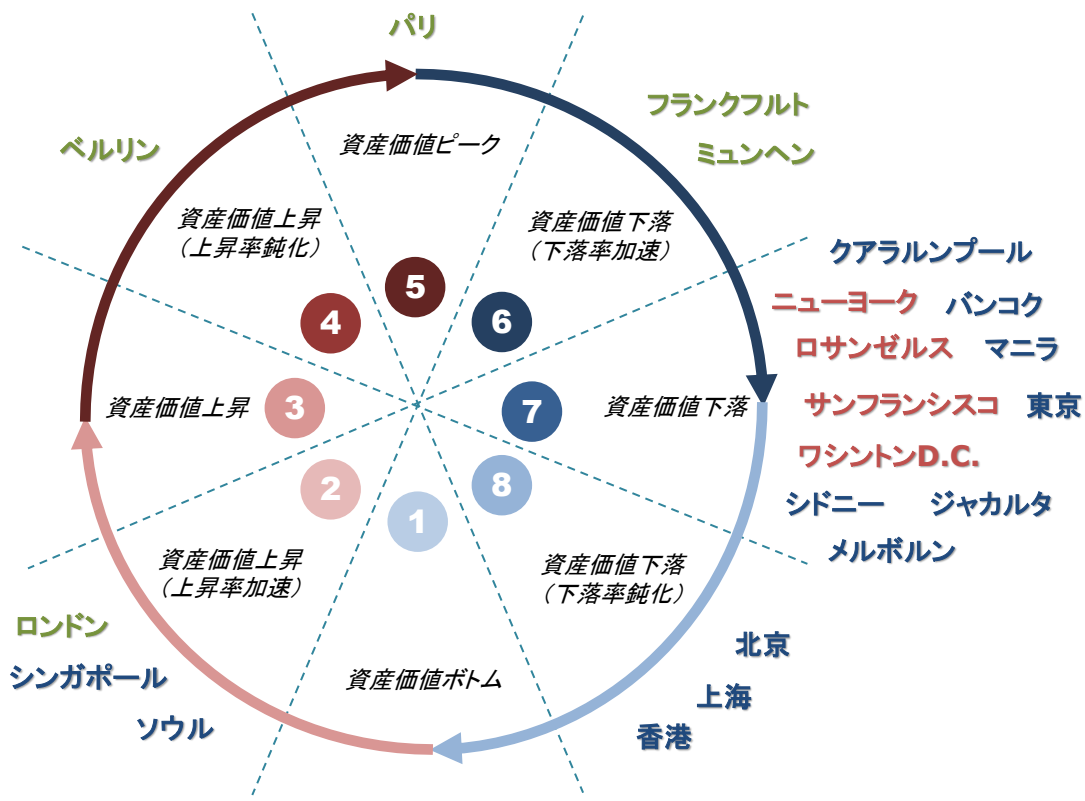 パリ
フランクフルト
ベルリン
ミュンヘン
資産価値ピーク
資産価値上昇
（上昇率鈍化）
資産価値下落
（下落率加速）
クアラルンプール
5
4
6
ニューヨーク バンコク
ロサンゼルス マニラ
資産価値上昇
3
7
資産価値下落
サンフランシスコ 東京
ワシントンD.C.
2
8
1
シドニー ジャカルタ
メルボルン
資産価値上昇
（上昇率加速）
資産価値下落
（下落率鈍化）
ロンドン
シンガポール
ソウル
資産価値ボトム
北京
上海
香港